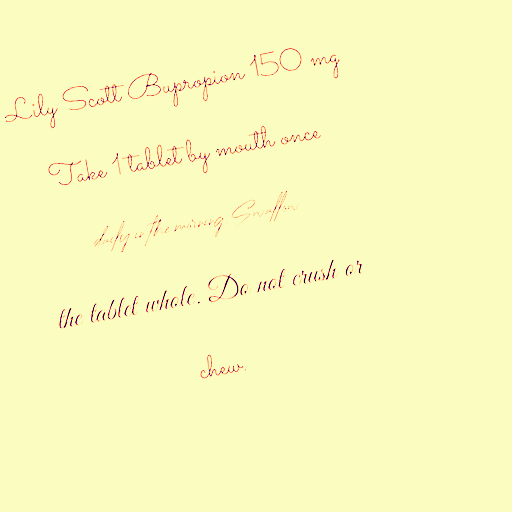 Lily Scott Bupropion 150 mg
Take 1 tablet by mouth once
daily in the morning Swallow
the tablet whole. Do not crush or
chew.